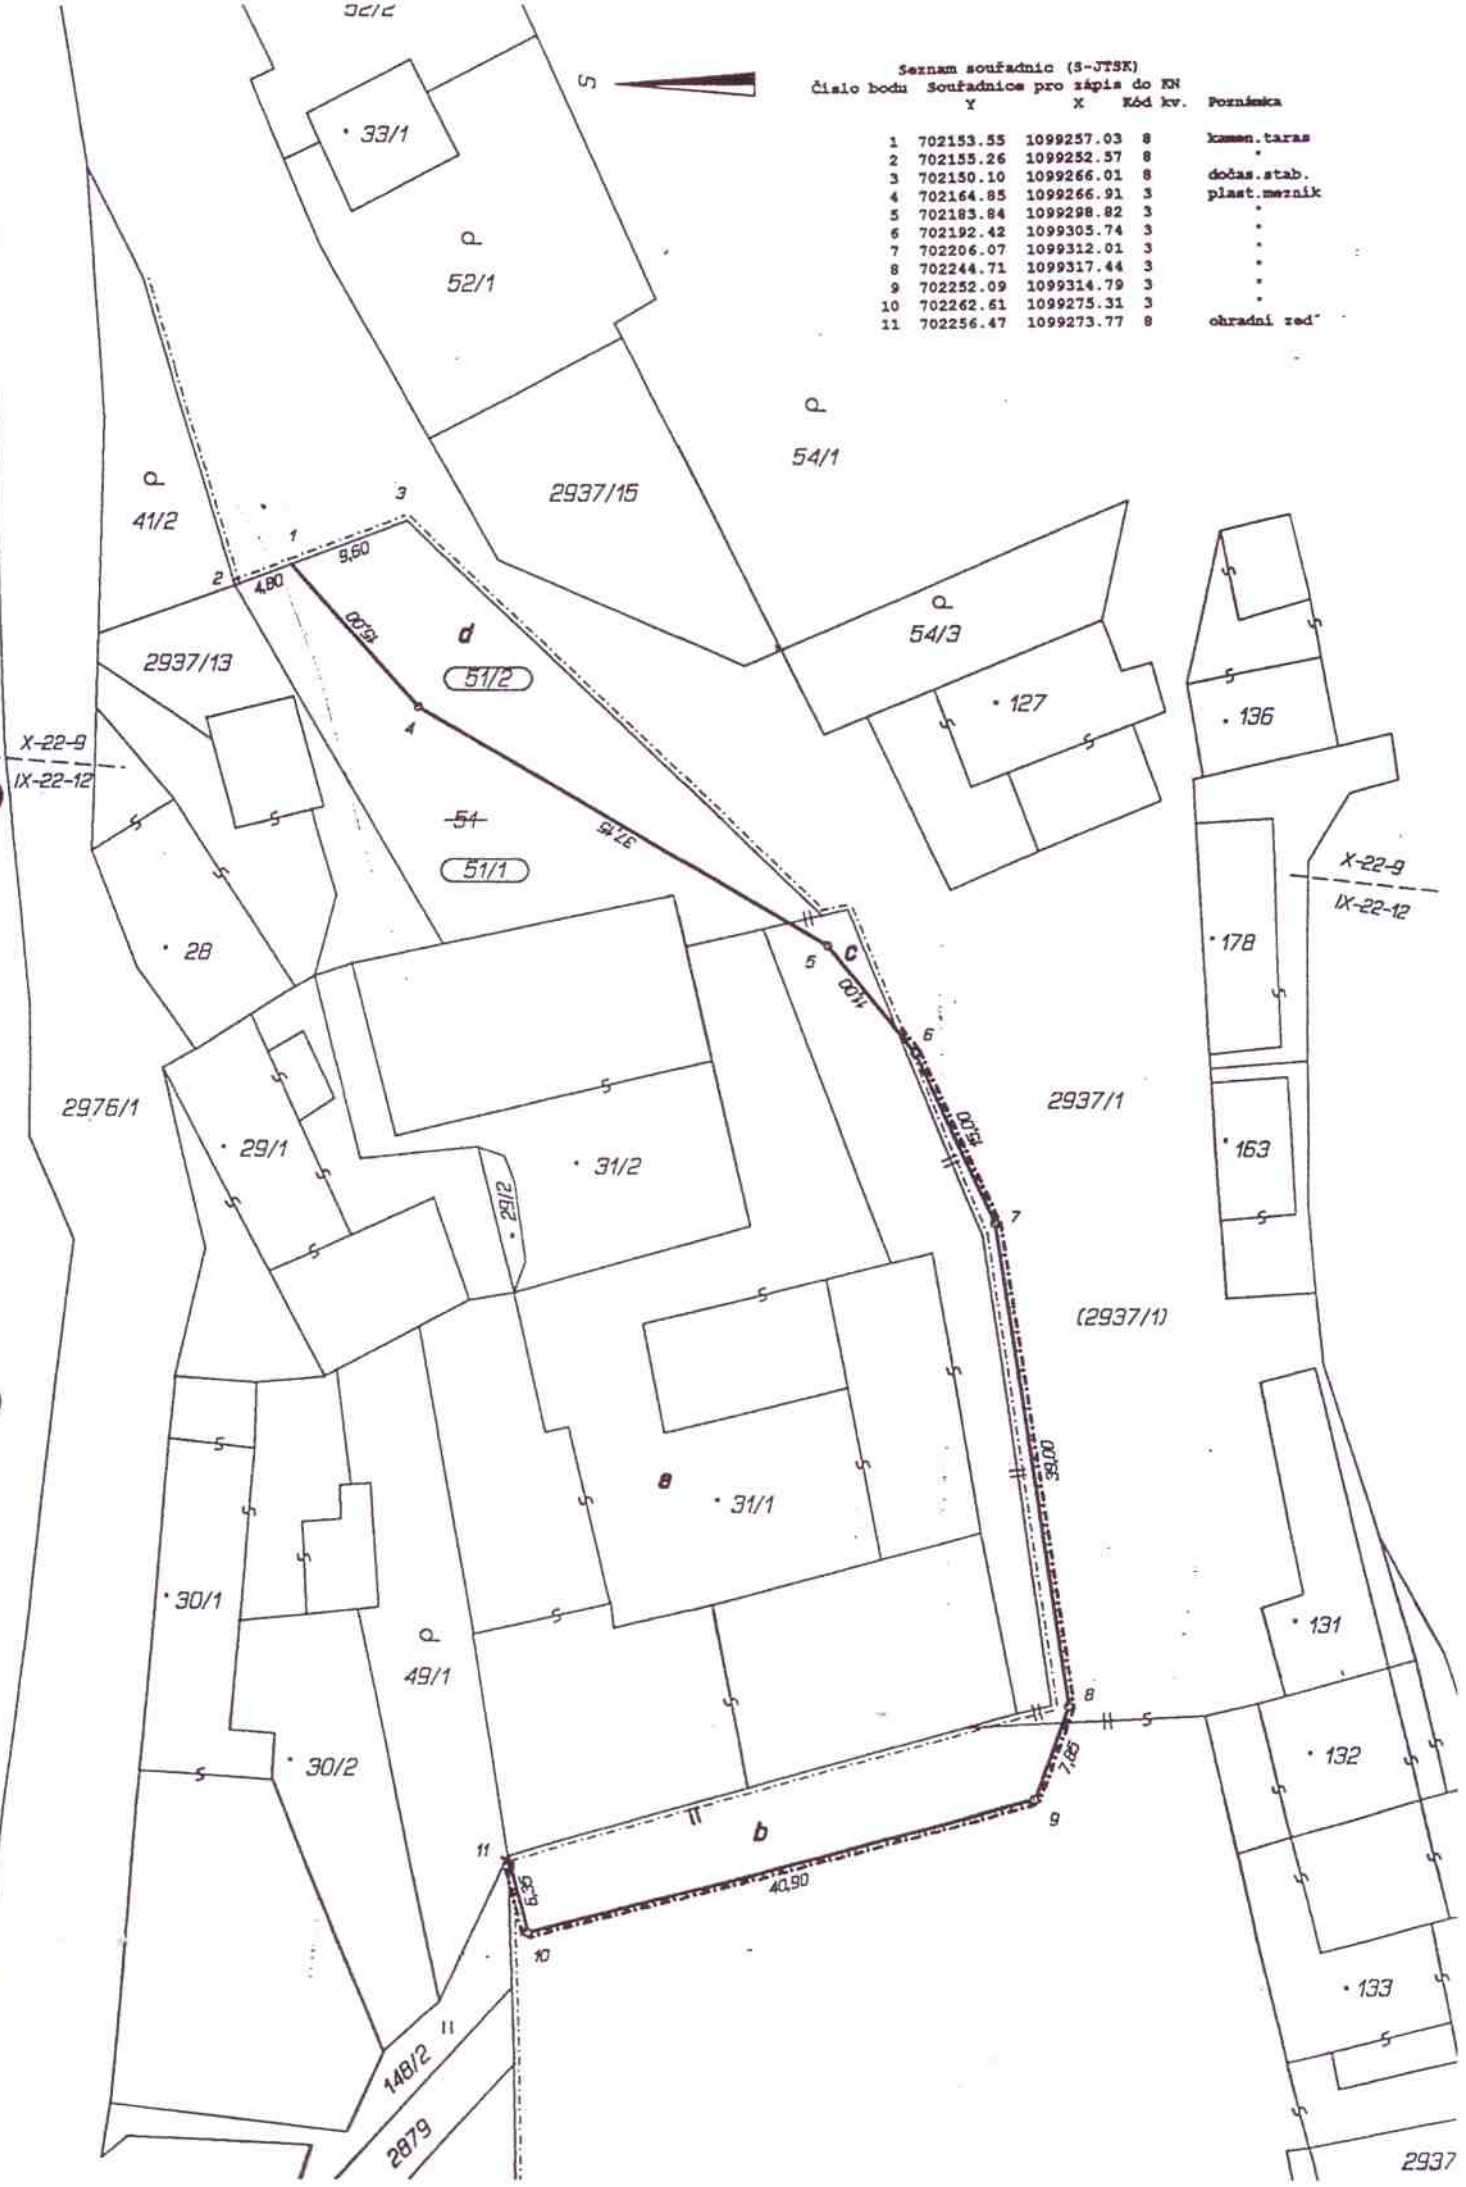 52/2
S
Seznam souřadnic (S-JTSK)
Číslo bodu Souřadnice pro zápis do KN
Y X Kód kv. Poznámka
1 702153.55 1099257.03 8 kamen.taras
2 702155.26 1099252.57 8 "
3 702150.10 1099266.01 8 dočas.stab.
4 702164.85 1099266.91 3 plast.mezník
5 702183.84 1099298.82 3 "
6 702192.42 1099305.74 3 "
7 702206.07 1099312.01 3 "
8 702244.71 1099317.44 3 "
9 702252.09 1099314.79 3 "
10 702262.61 1099275.31 3 "
11 702256.47 1099273.77 8 ohradní zeď
33/1
52/1
54/1
41/2
2937/15
3
1
9,60
2
4,80
15,00
d
54/3
2937/13
51/2
127
136
4
X-22-9
IX-22-12
51
37,15
51/1
X-22-9
IX-22-12
28
178
5
c
11,00
6
2976/1
2937/1
15,00
29/1
31/2
163
29/2
7
(2937/1)
39,00
a
31/1
30/1
131
49/1
8
30/2
132
7,85
9
b
11
6,35
40,90
10
133
148/2
2879
2937